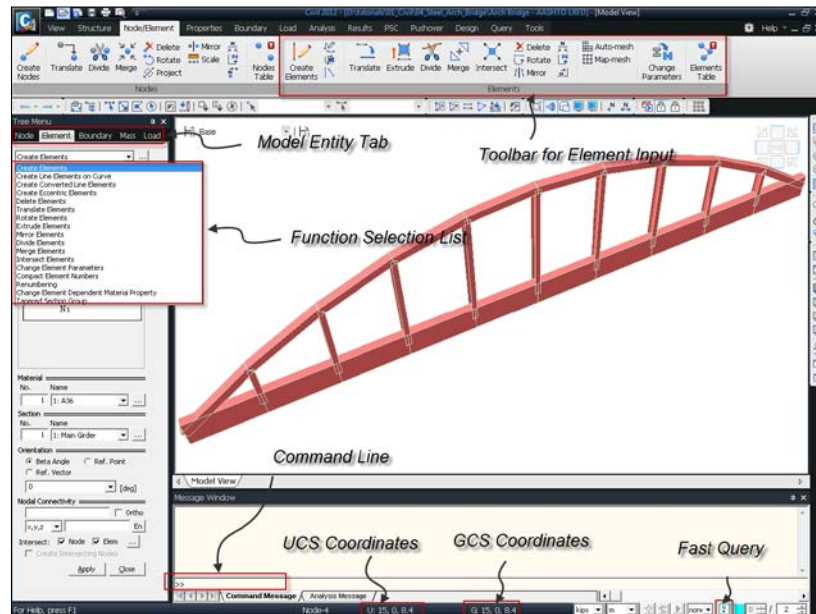 Civil 2012 - [D:\tutorials\01_Civil\04_Steel_Arch_Bridge\Arch Bridge - AASHTO LRFD] - [Model View]
View Structure Node/Element Properties Boundary Load Analysis Results PSC Pushover Design Query Tools Help
Create Nodes
Translate
Divide
Merge
Delete
Rotate
Project
Mirror
Scale
Nodes Table
Nodes
Create Elements
Translate
Extrude
Divide
Merge
Intersect
Delete
Rotate
Mirror
Auto-mesh
Map-mesh
Change Parameters
Elements Table
Elements
Tree Menu
Node Element Boundary Mass Load
Base
Model Entity Tab
Toolbar for Element Input
Create Elements
Create Elements
Create Line Elements on Curve
Create Converted Line Elements
Create Eccentric Elements
Delete Elements
Translate Elements
Rotate Elements
Extrude Elements
Mirror Elements
Divide Elements
Merge Elements
Intersect Elements
Change Element Parameters
Compact Element Numbers
Renumbering
Change Element Dependent Material Property
Tapered Section Group
Function Selection List
N1
Material
No. Name
1 1: A36
Section
No. Name
1 1: Main Girder
Orientation
Beta Angle Ref. Point
Ref. Vector
0 [deg]
Nodal Connectivity
Ortho
x,y,z En
Intersect: Node Elem
Create Intersecting Nodes
Apply Close
Command Line
Model View
Message Window
UCS Coordinates
GCS Coordinates
Fast Query
>>
Command Message Analysis Message
For Help, press F1 Node-4 U: 15, 0, 8.4 G: 15, 0, 8.4 kips m non 2 0 / 2